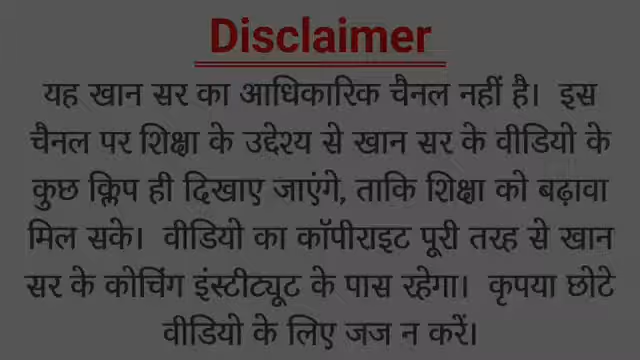 Disclaimer
यह खान सर का आधिकारिक चैनल नहीं है। इस
चैनल पर शिक्षा के उद्देश्य से खान सर के वीडियो के
कुछ क्लिप ही दिखाए जाएंगे, ताकि शिक्षा को बढ़ावा
मिल सके। वीडियो का कॉपीराइट पूरी तरह से खान
सर के कोचिंग इंस्टीट्यूट के पास रहेगा। कृपया छोटे
वीडियो के लिए जज न करें।